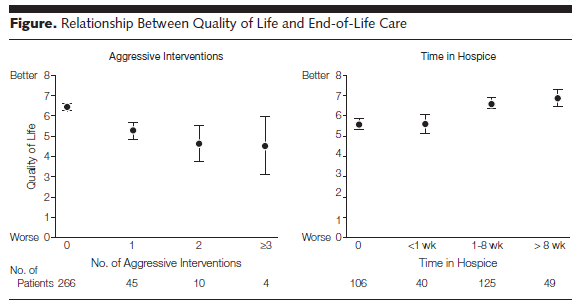 Figure. Relationship Between Quality of Life and End-of-Life Care
Aggressive Interventions
Better 8
7
6
5
4
3
2
1
Worse 0
Quality of Life
0 1 2 ≥3
No. of Aggressive Interventions
No. of
Patients 266 45 10 4
Time in Hospice
Better 8
7
6
5
4
3
2
1
Worse 0
0 <1 wk 1-8 wk >8 wk
Time in Hospice
106 40 125 49